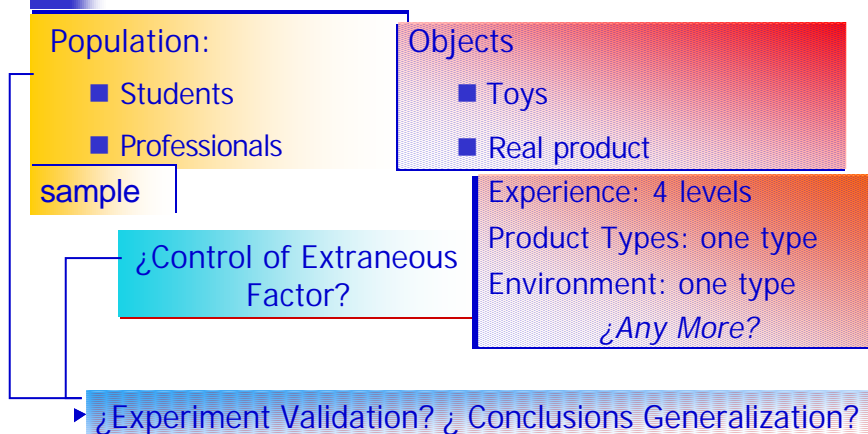 Population:
■ Students
■ Professionals
sample
Objects
■ Toys
■ Real product
Experience: 4 levels
Product Types: one type
Environment: one type
¿Any More?
¿Control of Extraneous
Factor?
¿Experiment Validation? ¿ Conclusions Generalization?